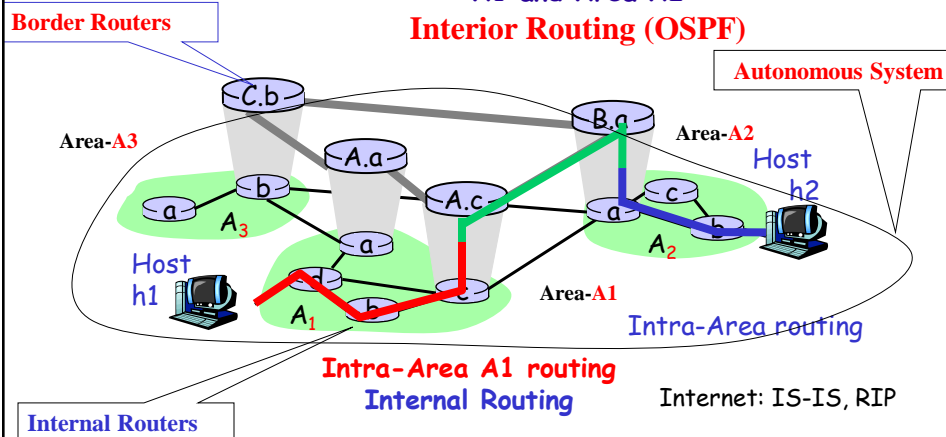 Border Routers
Interior Routing (OSPF)
Autonomous System
C.b
B.a
Area-A3
Area-A2
Host
h2
A.a
A.c
a
b
A3
a
c
b
A2
a
Host
h1
d
b
c
A1
Area-A1
Intra-Area routing
Intra-Area A1 routing
Internal Routing
Internet: IS-IS, RIP
Internal Routers